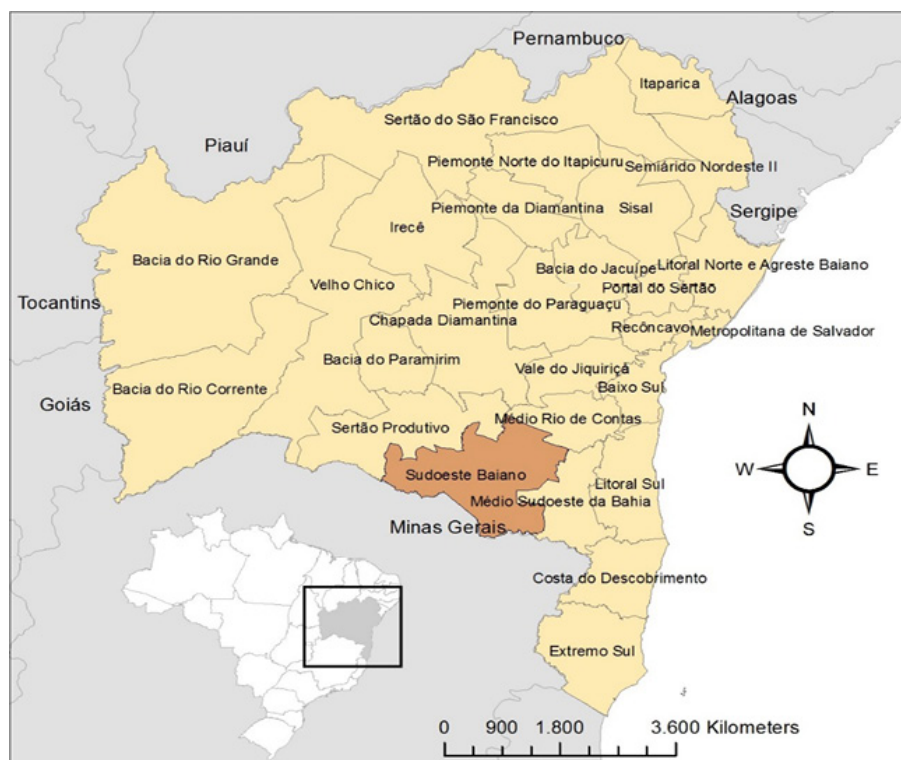 Pernambuco
Itaparica
Alagoas
Sertão do São Francisco
Piauí
Piemonte Norte do Itapicuru
Semiárido Nordeste II
Piemonte da Diamantina
Sisal
Sergipe
Irecê
Bacia do Rio Grande
Bacia do Jacuípe
Litoral Norte e Agreste Baiano
Velho Chico
Portal do Sertão
Tocantins
Piemonte do Paraguaçu
Chapada Diamantina
Recôncavo
Metropolitana de Salvador
Bacia do Paramirim
Vale do Jiquiriçá
Bacia do Rio Corrente
Baixo Sul
Goiás
Médio Rio de Contas
Sertão Produtivo
N
Sudoeste Baiano
W
E
Litoral Sul
Médio Sudoeste da Bahia
S
Minas Gerais
Costa do Descobrimento
Extremo Sul
0 900 1.800 3.600 Kilometers